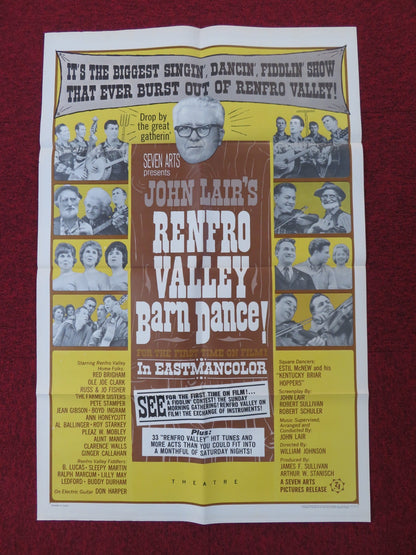 IT'S THE BIGGEST SINGIN', DANCIN', FIDDLIN' SHOW
THAT EVER BURST OUT OF RENFRO VALLEY!
Drop by
the great
gatherin'
SEVEN ARTS
presents
JOHN LAIR'S
RENFRO
VALLEY
Barn Dance!
FOR THE FIRST TIME ON FILM!
In EASTMANCOLOR
SEE FOR THE FIRST TIME ON FILM...!
A FIDDLIN' CONTEST! THE SUNDAY
MORNING GATHERING! RENFRO VALLEY ON
FILM! THE EXCHANGE OF INSTRUMENTS!
Plus:
33 "RENFRO VALLEY" HIT TUNES AND
MORE ACTS THAN YOU COULD FIT INTO
A MONTHFUL OF SATURDAY NIGHTS!
THEATRE
Starring Renfro Valley
Home Folks:
RED BRIGHAM
OLE JOE CLARK
RUSS & JO FISHER
THE FARMER SISTERS
PETE STAMPER
JEAN GIBSON • BOYD INGRAM
ANN HONEYCUTT
AL BALLINGER • ROY STARKEY
PLEAZ W. MOBLEY
AUNT MANDY
CLARENCE WALLS
GINGER CALLAHAN
Renfro Valley Fiddlers:
B. LUCAS • SLEEPY MARTIN
RALPH MARCUM • LILLY MAY
LEDFORD • BUDDY DURHAM
On Electric Guitar DON HARPER
Square Dancers:
ESTIL McNEW and his
"KENTUCKY BRIAR
HOPPERS"
Screenplay By:
JOHN LAIR
ROBERT SULLIVAN
ROBERT SCHULER
Music Supervised,
Arranged and
Conducted By:
JOHN LAIR
Directed By:
WILLIAM JOHNSON
Produced By:
JAMES F. SULLIVAN
ARTHUR W. STANISCH
A SEVEN ARTS
PICTURES RELEASE